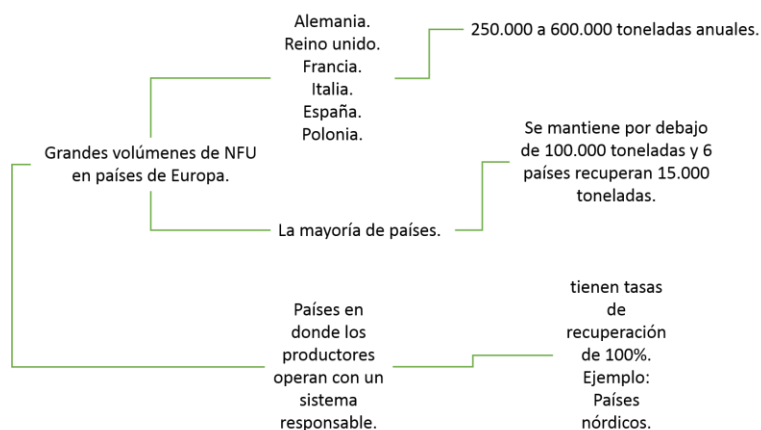 Grandes volúmenes de NFU
en países de Europa.
Alemania.
Reino unido.
Francia.
Italia.
España.
Polonia.
250.000 a 600.000 toneladas anuales.
La mayoría de países.
Se mantiene por debajo
de 100.000 toneladas y 6
países recuperan 15.000
toneladas.
Países en
donde los
productores
operan con un
sistema
responsable.
tienen tasas
de
recuperación
de 100%.
Ejemplo:
Países
nórdicos.